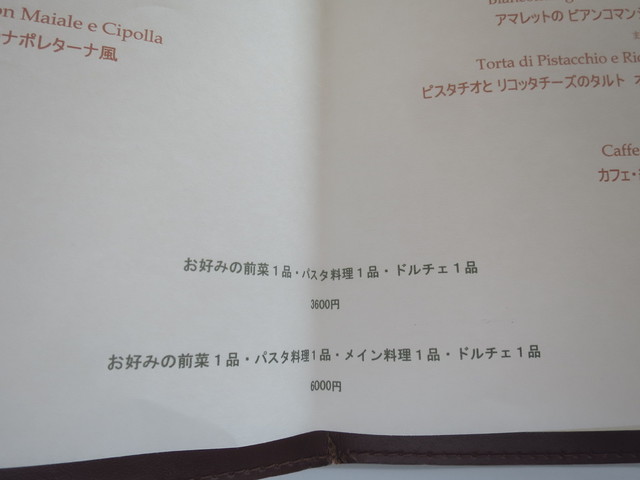 Maiale e Cipolla
ナポレターナ風
アマレットの ビアンコマン
Torta di Pistacchio e
ピスタチオと リコッタチーズのタルト
Caffe
カフェ・
お好みの前菜1品・パスタ料理1品・ドルチェ1品
3600円
お好みの前菜1品・パスタ料理1品・メイン料理1品・ドルチェ1品
6000円